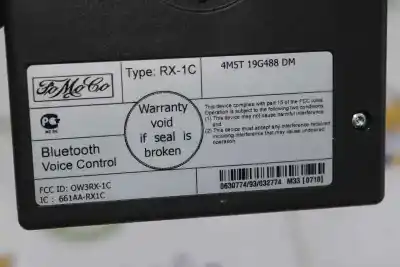 FoMoCo
Type: RX-1C
4M5T 19G488 DM
This device complies with part 15 of the FCC rules.
Operation is subject to the following two conditions:
(1) This device may not cause harmful interference,
and
(2) This device must accept any interference received,
including interference that may cause undesired
operation.
Warranty
void
if seal is
broken
Bluetooth
Voice Control
FCC ID: OW3RX-1C
IC : 661AA-RX1C
0630774/93/632774 M33 [0718]